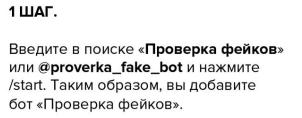 1 ШАГ.
Введите в поиске «Проверка фейков»
или @proverka_fake_bot и нажмите
/start. Таким образом, вы добавите
бот «Проверка фейков».